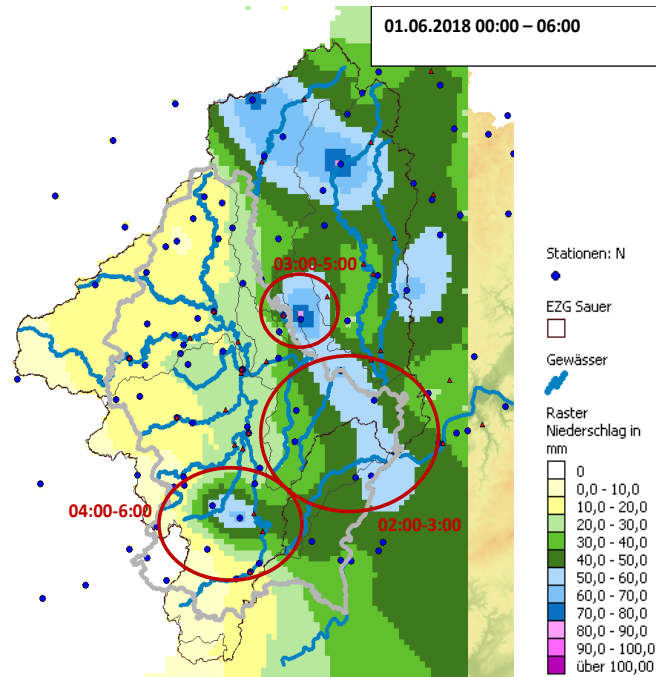 01.06.2018 00:00 – 06:00
03:00-5:00
04:00-6:00
02:00-3:00
Stationen: N
EZG Sauer
Gewässer
Raster
Niederschlag in
mm
0
0,0 - 10,0
10,0 - 20,0
20,0 - 30,0
30,0 - 40,0
40,0 - 50,0
50,0 - 60,0
60,0 - 70,0
70,0 - 80,0
80,0 - 90,0
90,0 - 100,0
über 100,00